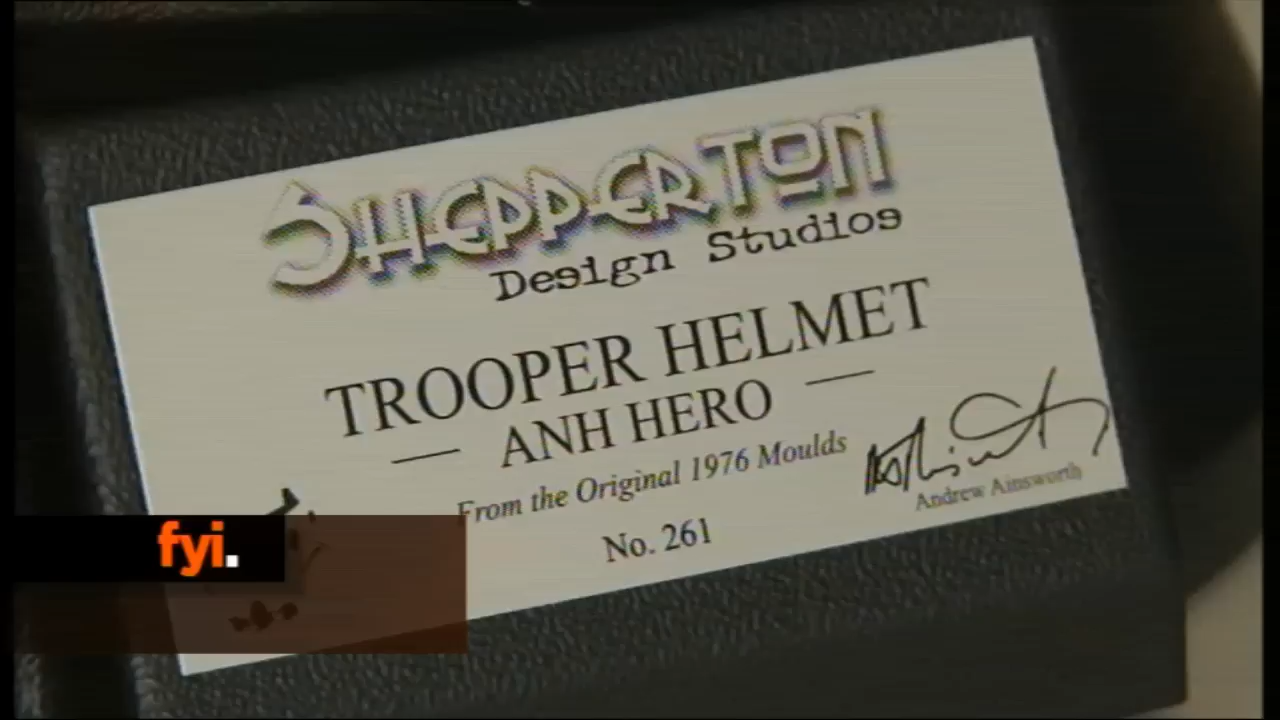 SHEPPERTON
Design Studios
TROOPER HELMET
— ANH HERO —
From the Original 1976 Moulds
No. 261
Andrew Ainsworth
fyi.